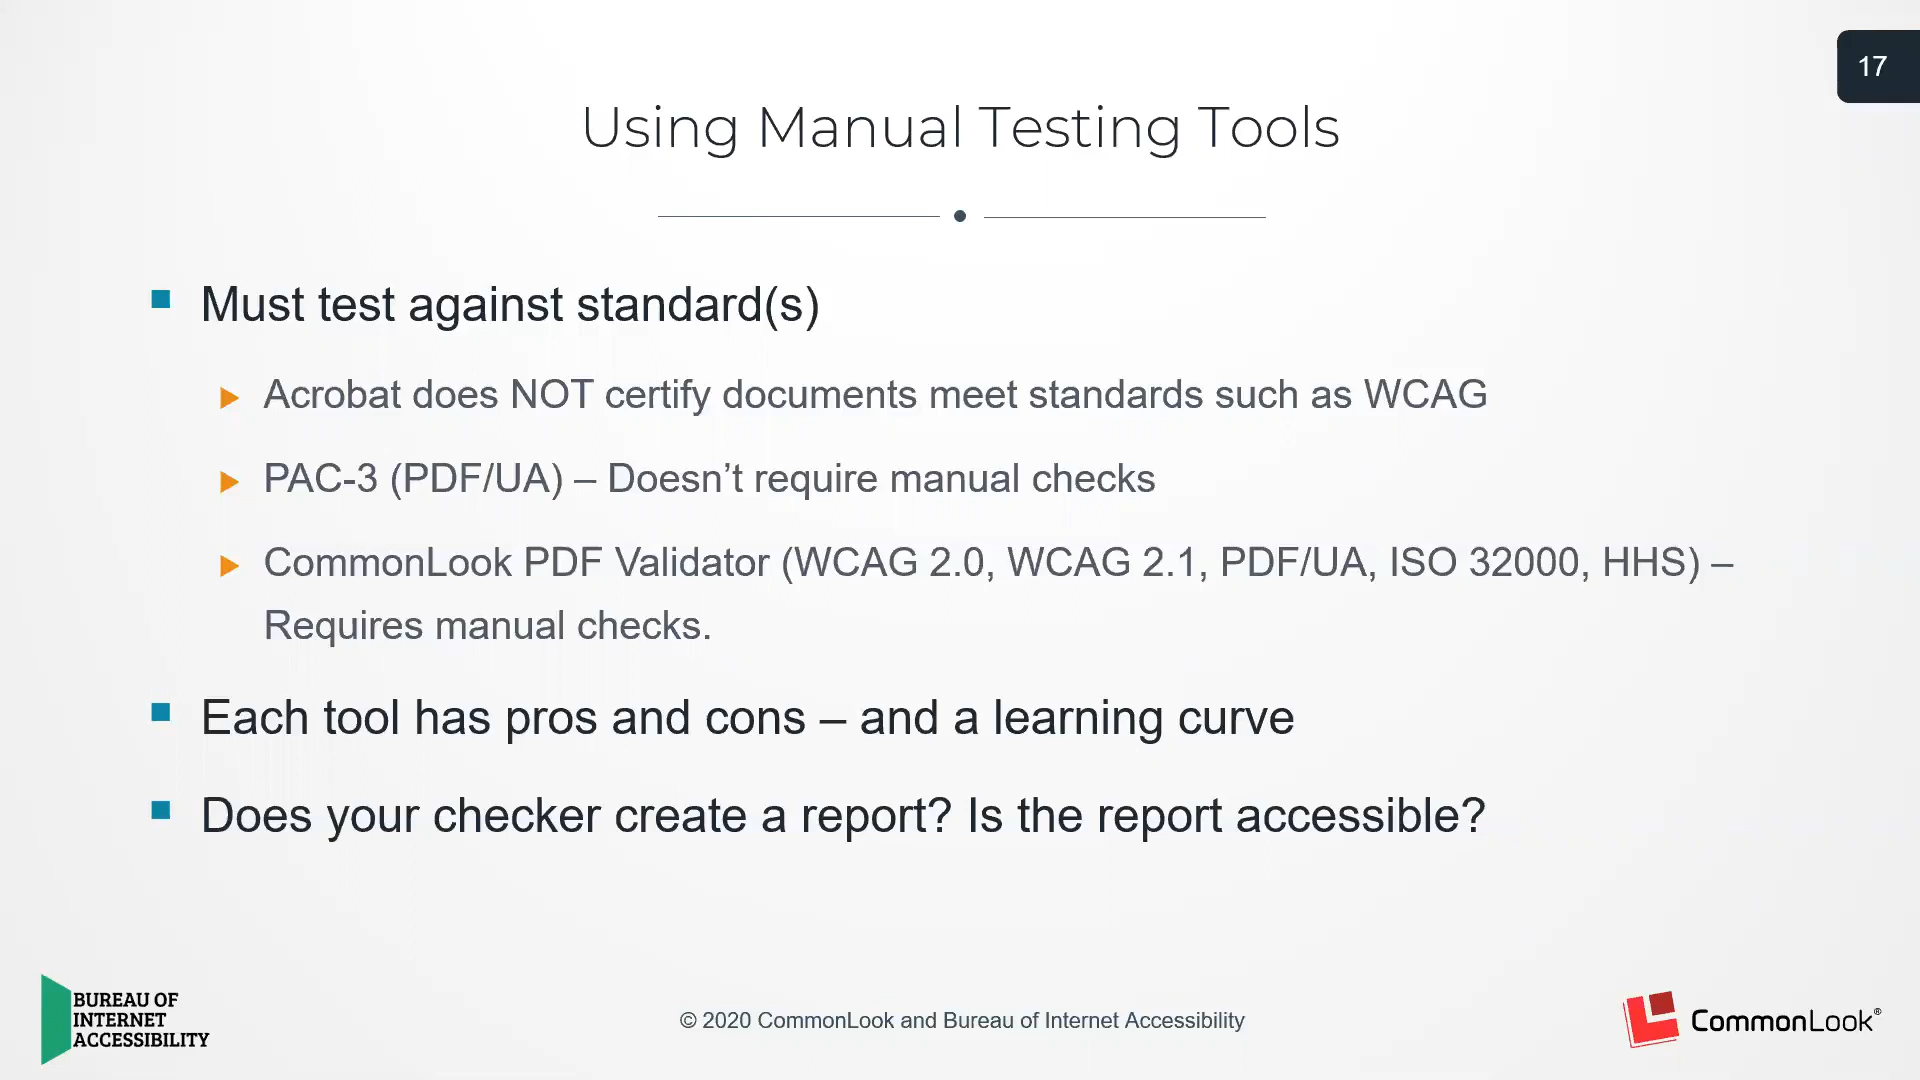 17
Using Manual Testing Tools
Must test against standard(s)
Acrobat does NOT certify documents meet standards such as WCAG
PAC-3 (PDF/UA) – Doesn’t require manual checks
CommonLook PDF Validator (WCAG 2.0, WCAG 2.1, PDF/UA, ISO 32000, HHS) –
Requires manual checks.
Each tool has pros and cons – and a learning curve
Does your checker create a report? Is the report accessible?
BUREAU OF
INTERNET
ACCESSIBILITY
© 2020 CommonLook and Bureau of Internet Accessibility
CommonLook®